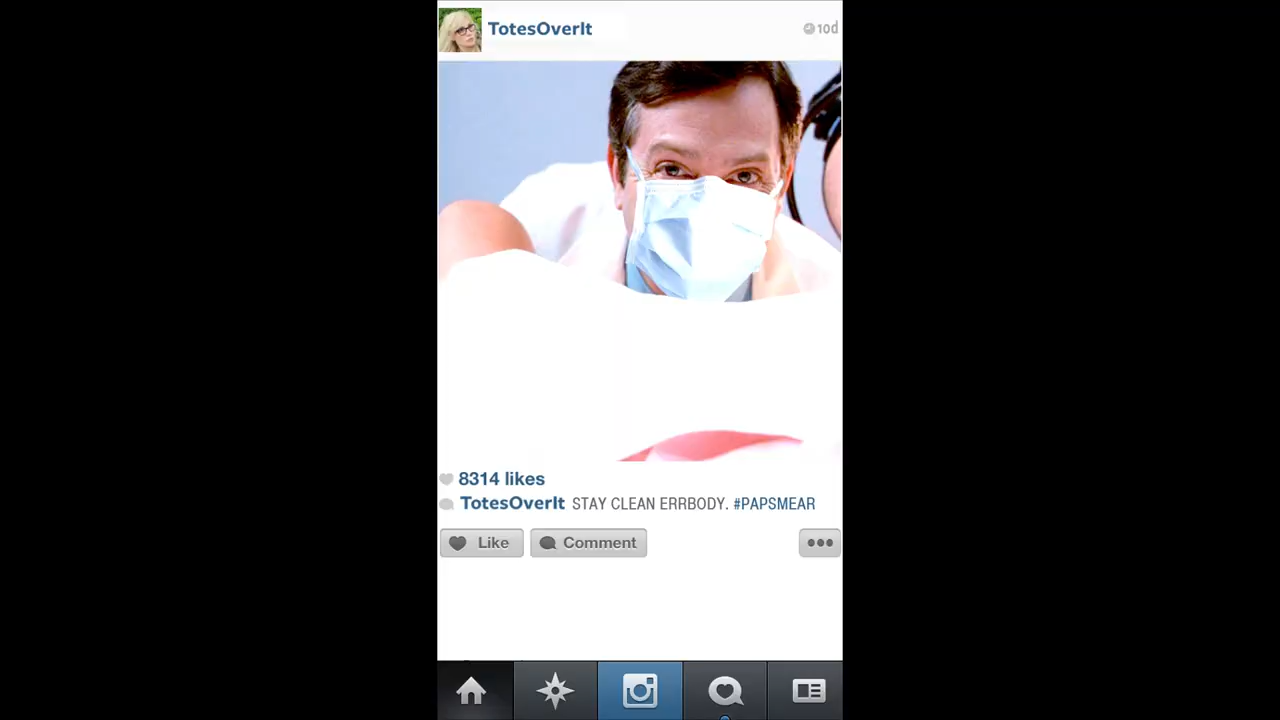 TotesOverIt
10d
8314 likes
TotesOverIt STAY CLEAN ERRBODY. #PAPSMEAR
Like
Comment